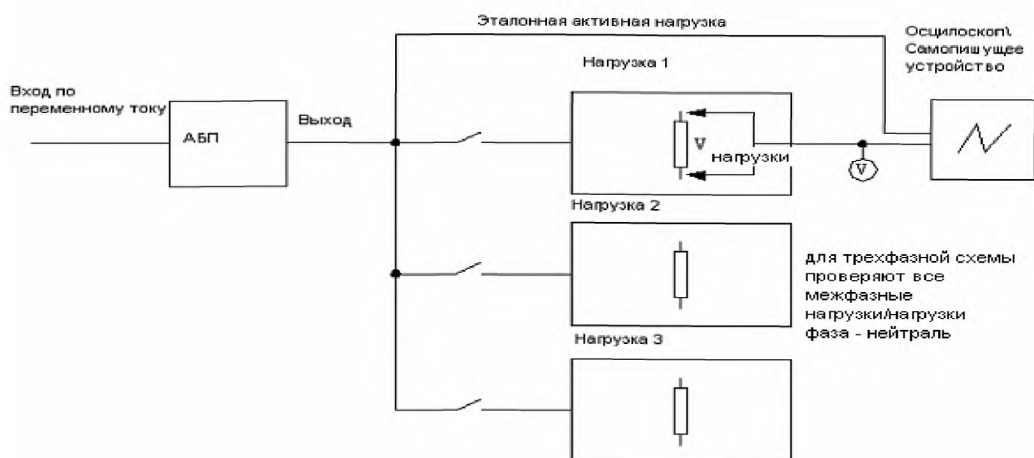 Эталонная активная нагрузка
Осцилоскоп\
Самопишущее
устройство
Нагрузка 1
Вход по
переменному току
АБП
Выход
V
нагрузки
V
Нагрузка 2
для трехфазной схемы
проверяют все
межфазные
нагрузки/нагрузки
фаза - нейтраль
Нагрузка 3